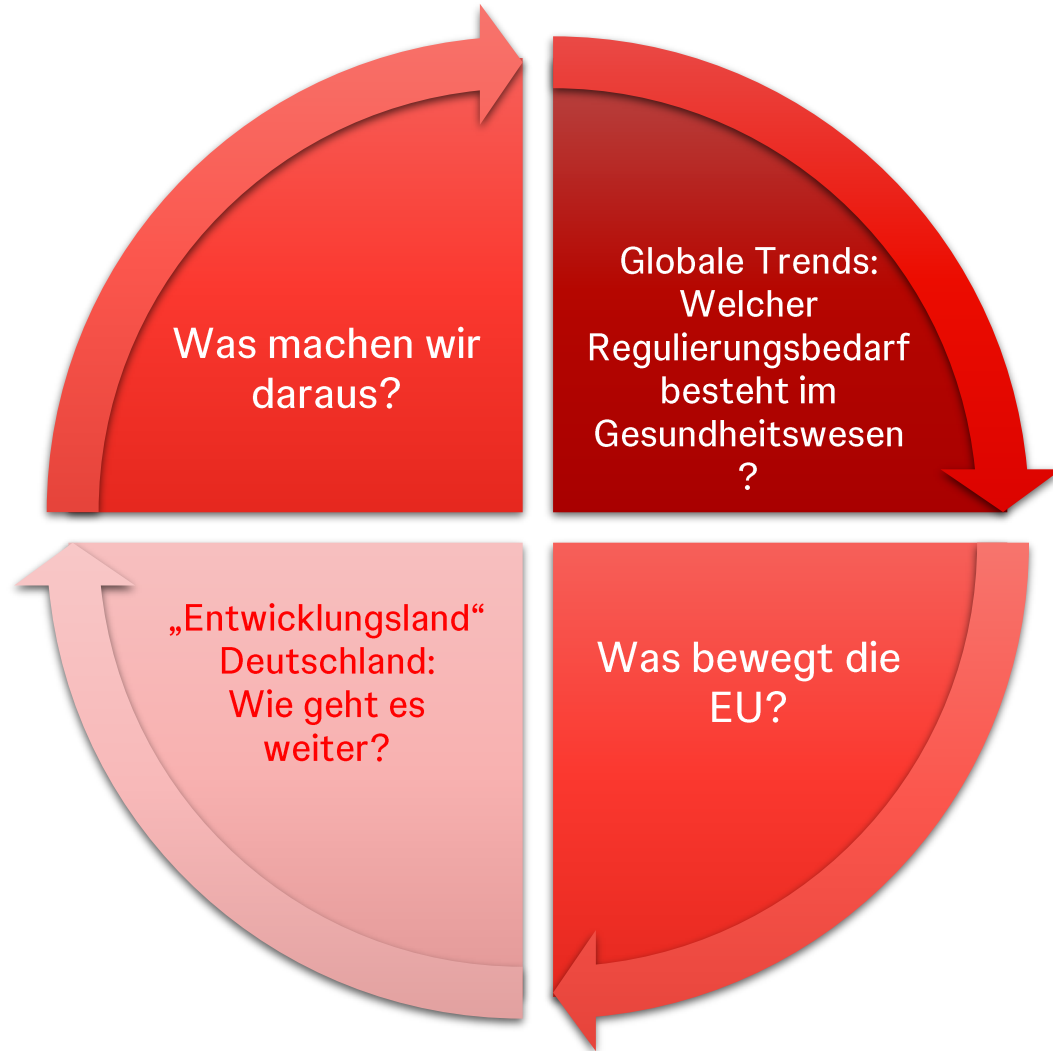 Was machen wir
daraus?
Globale Trends:
Welcher
Regulierungsbedarf
besteht im
Gesundheitswesen
?
„Entwicklungsland“
Deutschland:
Wie geht es
weiter?
Was bewegt die
EU?